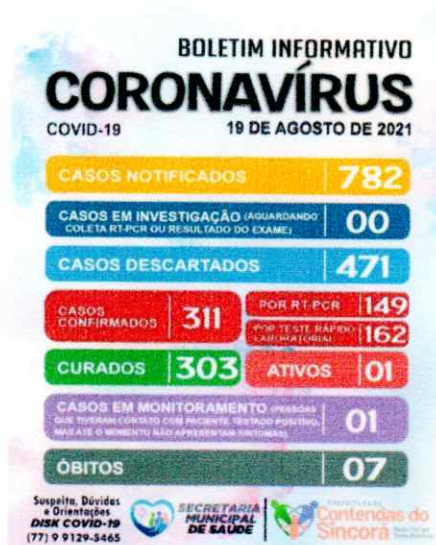 BOLETIM INFORMATIVO
CORONAVÍRUS
COVID-19 19 DE AGOSTO DE 2021
CASOS NOTIFICADOS 782
CASOS EM INVESTIGAÇÃO (AGUARDANDO
COLETA RT-PCR OU RESULTADO DO EXAME) 00
CASOS DESCARTADOS 471
CASOS
CONFIRMADOS 311
POR RT-PCR 149
POR TESTE RÁPIDO
LABORATORIAL 162
CURADOS 303 ATIVOS 01
CASOS EM MONITORAMENTO (PESSOAS
QUE TIVERAM CONTATO COM PACIENTE TESTADO POSITIVO,
MAS ATÉ O MOMENTO NÃO APRESENTAM SINTOMAS) 01
ÓBITOS 07
Suspeita, Dúvidas
e Orientações
DISK COVID-19
(77) 9 9129-5465
SECRETARIA
MUNICIPAL
DE SAÚDE
PREFEITURA DE
Contendas do
Sincorá